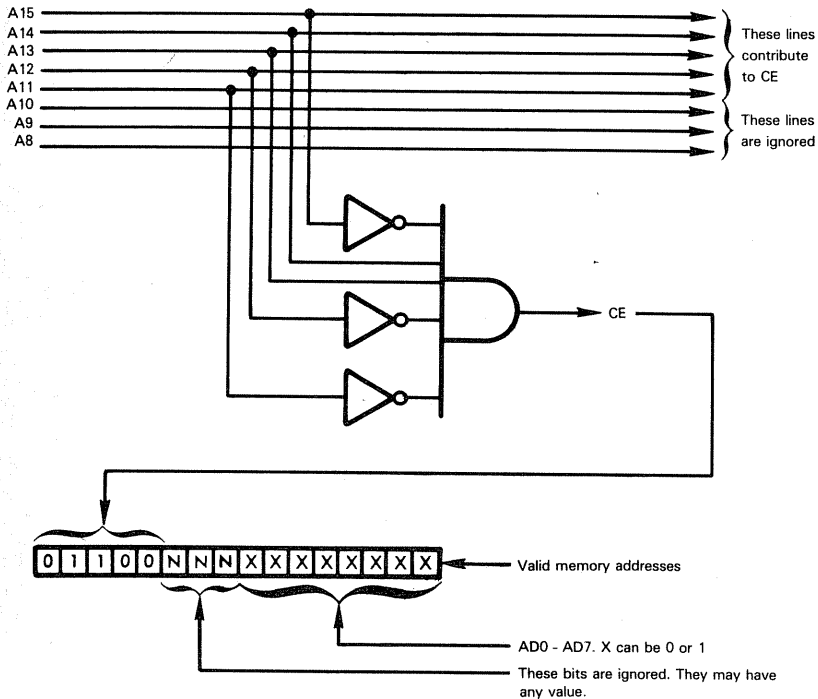 A15
A14
A13
A12
A11
A10
A9
A8
These lines
contribute
to CE
These lines
are ignored
CE
0 1 1 0 0 N N N X X X X X X X X
Valid memory addresses
AD0 - AD7. X can be 0 or 1
These bits are ignored. They may have
any value.